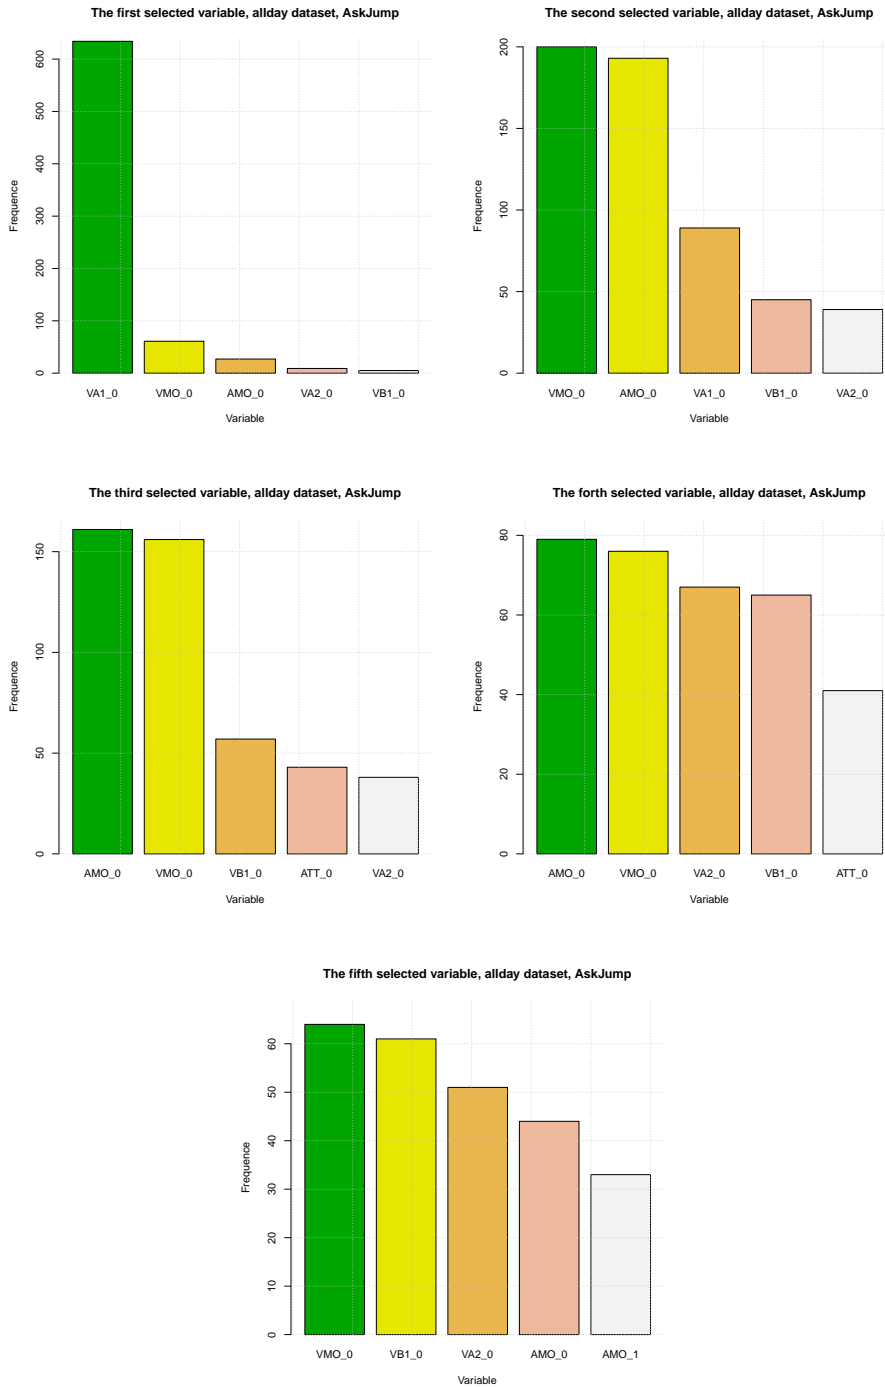 The first selected variable, allday dataset, AskJump
Frequence
0
100
200
300
400
500
600
VA1_0 VMO_0 AMO_0 VA2_0 VB1_0
Variable
The second selected variable, allday dataset, AskJump
Frequence
0
50
100
150
200
VMO_0 AMO_0 VA1_0 VB1_0 VA2_0
Variable
The third selected variable, allday dataset, AskJump
Frequence
0
50
100
150
AMO_0 VMO_0 VB1_0 ATT_0 VA2_0
Variable
The forth selected variable, allday dataset, AskJump
Frequence
0
20
40
60
80
AMO_0 VMO_0 VA2_0 VB1_0 ATT_0
Variable
The fifth selected variable, allday dataset, AskJump
Frequence
0
10
20
30
40
50
60
VMO_0 VB1_0 VA2_0 AMO_0 AMO_1
Variable